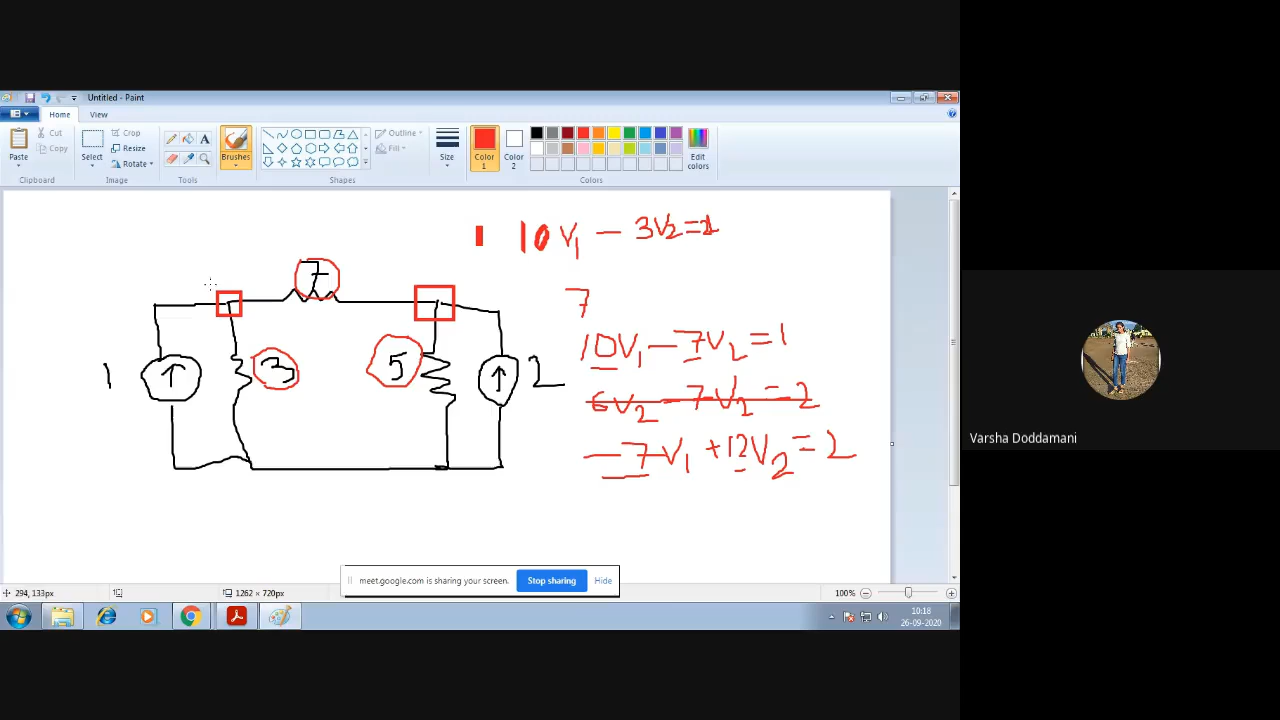 Untitled - Paint
Home View
Paste
Cut
Copy
Clipboard
Select
Crop
Resize
Rotate
Image
Tools
Brushes
Shapes
Outline
Fill
Size
Color 1
Color 2
Edit colors
Colors
10V1 - 3V2=1
7
7
10V1 - 7V2 = 1
1
3
5
2
6V2 - 7V2 = 2
- 7V1 + 12V2 = 2
Varsha Doddamani
meet.google.com is sharing your screen.
Stop sharing
Hide
294, 133px
1262 × 720px
100%
10:18
26-09-2020